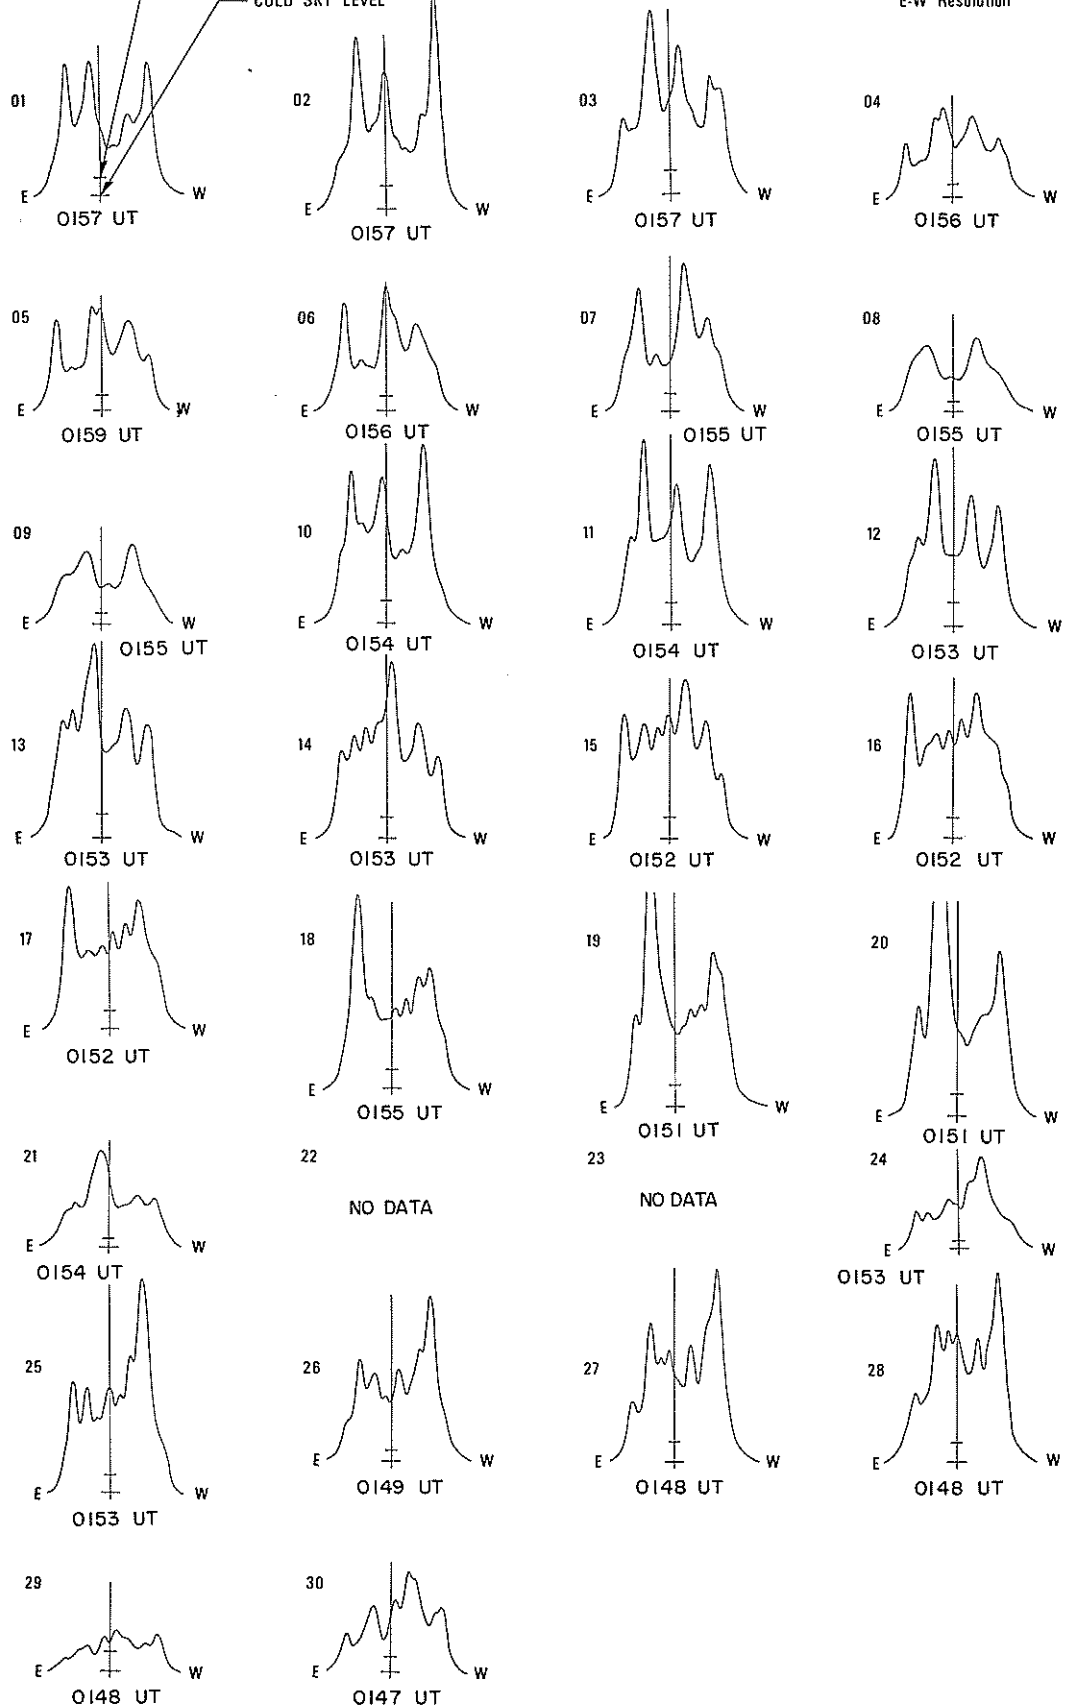 COLD SKY LEVEL
E-W Resolution
01
E W
0157 UT
02
E W
0157 UT
03
E W
0157 UT
04
E W
0156 UT
05
E W
0159 UT
06
E W
0156 UT
07
E W
0155 UT
08
E W
0155 UT
09
E W
0155 UT
10
E W
0154 UT
11
E W
0154 UT
12
E W
0153 UT
13
E W
0153 UT
14
E W
0153 UT
15
E W
0152 UT
16
E W
0152 UT
17
E W
0152 UT
18
E W
0155 UT
19
E W
0151 UT
20
E W
0151 UT
21
E W
0154 UT
22
NO DATA
23
NO DATA
24
E W
0153 UT
25
E W
0153 UT
26
E W
0149 UT
27
E W
0148 UT
28
E W
0148 UT
29
E W
0148 UT
30
E W
0147 UT